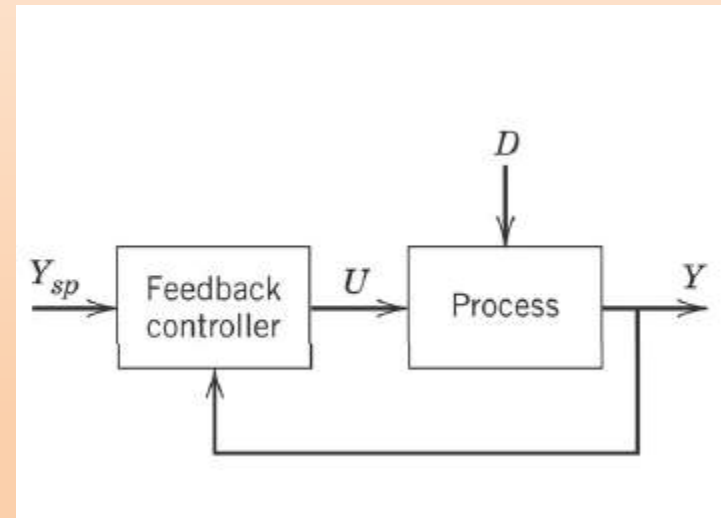 D
Y_sp
Feedback
controller
U
Process
Y